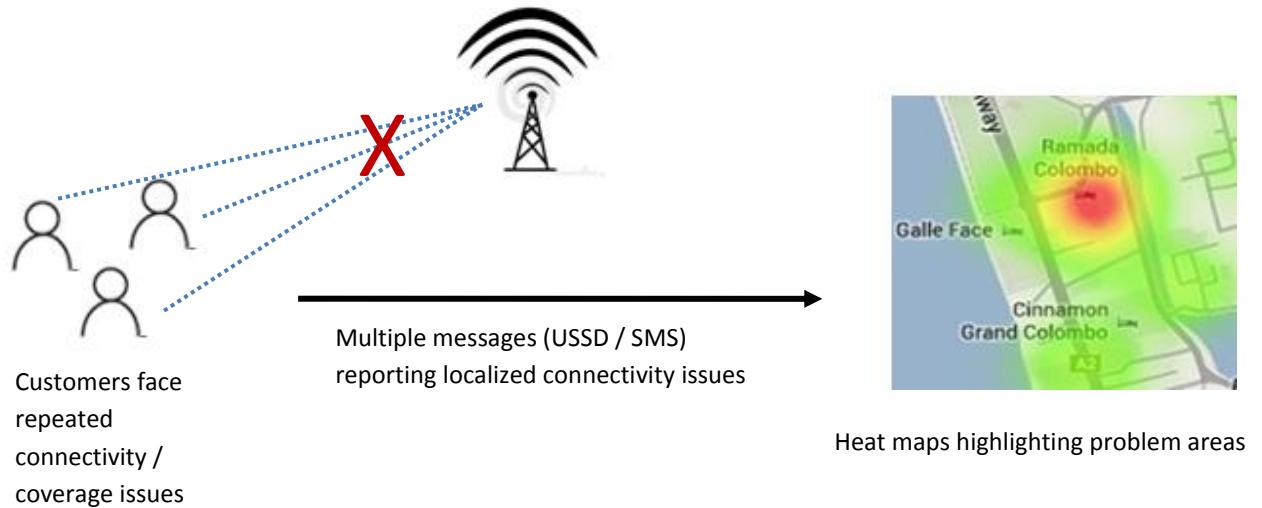 X
way
Ramada
Colombo
Galle Face
Cinnamon
Grand Colombo
A2
Multiple messages (USSD / SMS)
reporting localized connectivity issues
Customers face
repeated
connectivity /
coverage issues
Heat maps highlighting problem areas